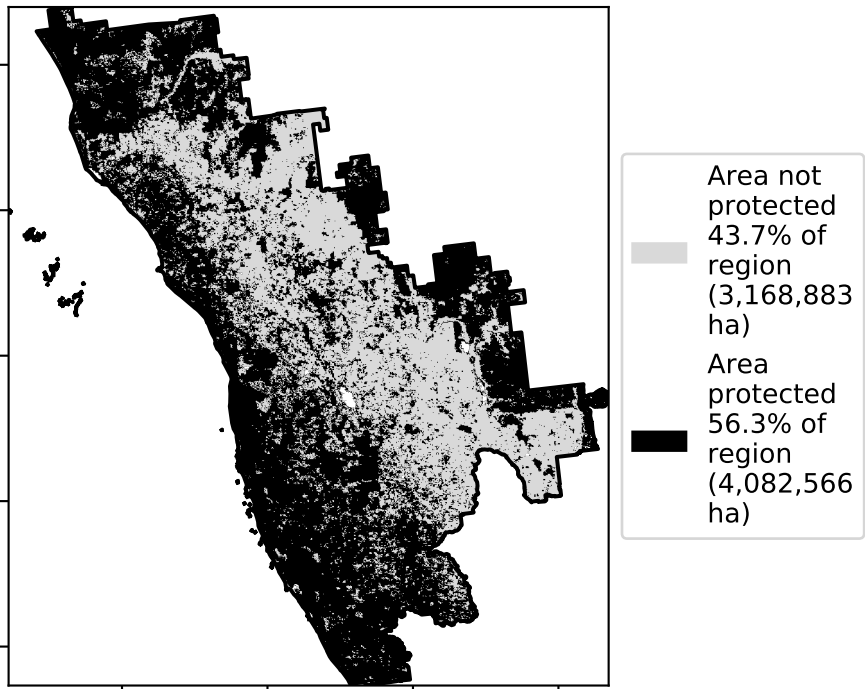 Area not
protected
43.7% of
region
(3,168,883
ha)
Area
protected
56.3% of
region
(4,082,566
ha)